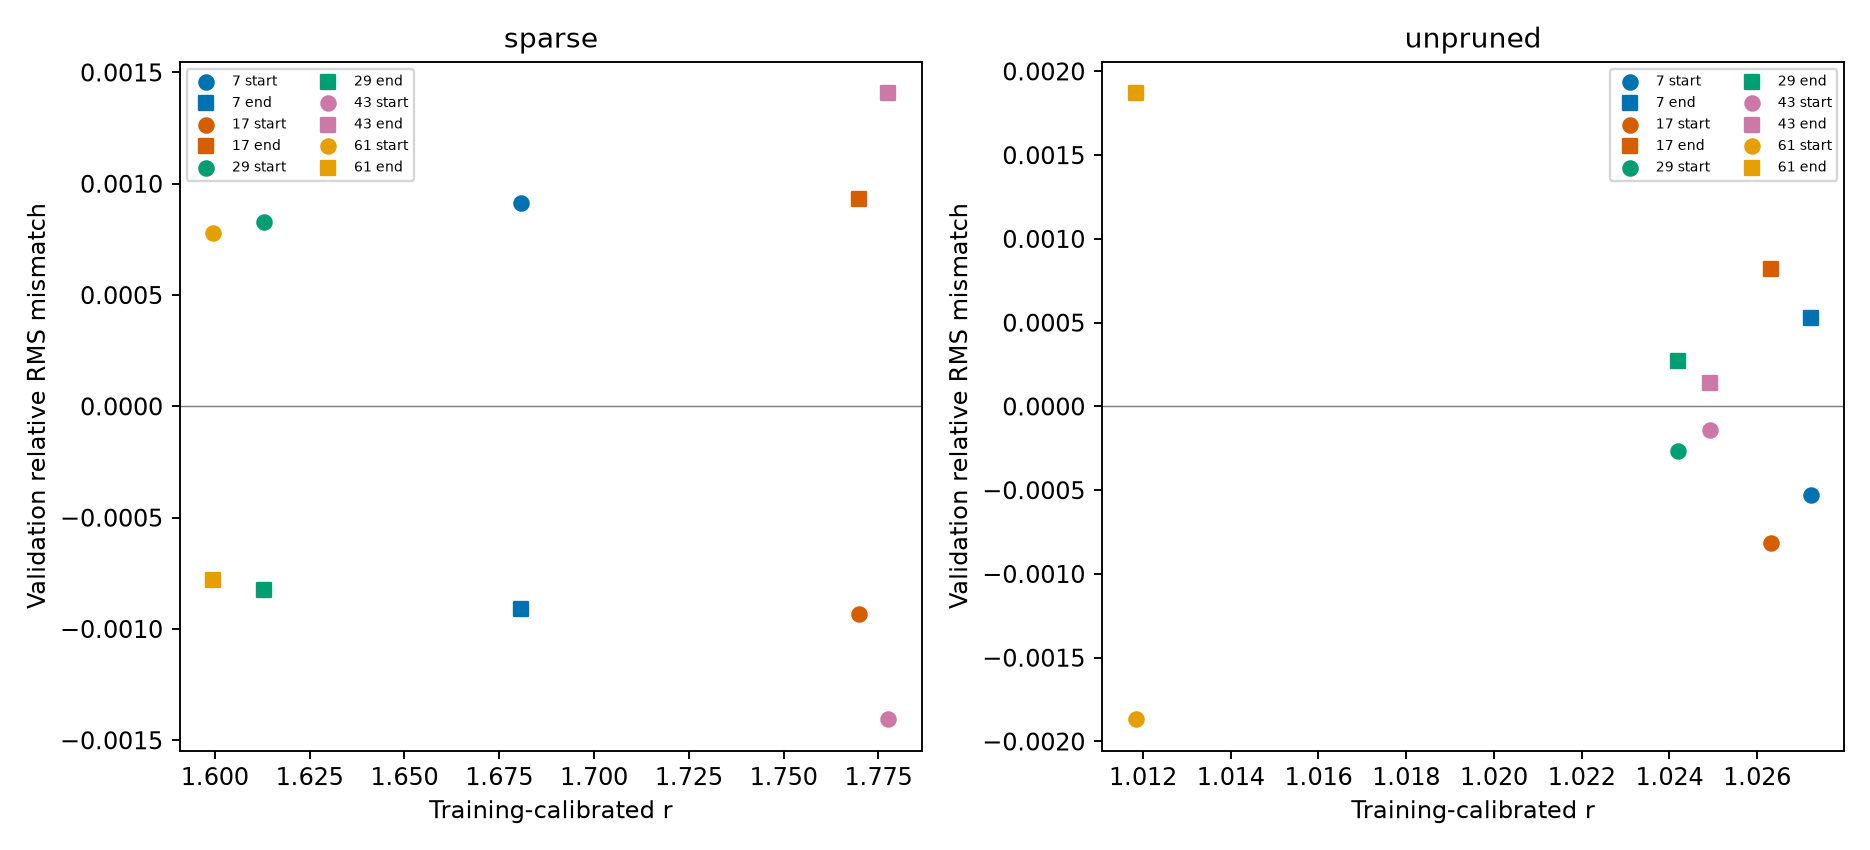 sparse
Validation relative RMS mismatch
0.0015
0.0010
0.0005
0.0000
−0.0005
−0.0010
−0.0015
7 start
7 end
17 start
17 end
29 start
29 end
43 start
43 end
61 start
61 end
1.600 1.625 1.650 1.675 1.700 1.725 1.750 1.775
Training-calibrated r
unpruned
Validation relative RMS mismatch
0.0020
0.0015
0.0010
0.0005
0.0000
−0.0005
−0.0010
−0.0015
−0.0020
7 start
7 end
17 start
17 end
29 start
29 end
43 start
43 end
61 start
61 end
1.012 1.014 1.016 1.018 1.020 1.022 1.024 1.026
Training-calibrated r